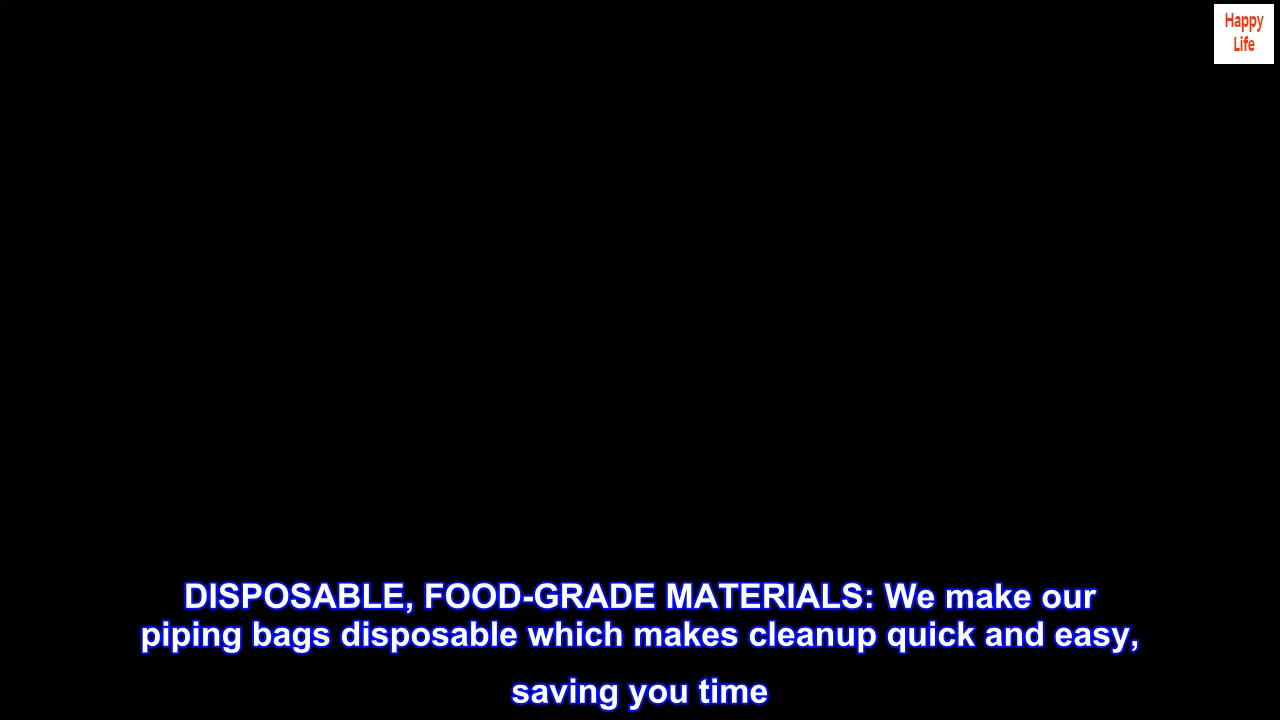 Happy
Life
DISPOSABLE, FOOD-GRADE MATERIALS: We make our
piping bags disposable which makes cleanup quick and easy,
saving you time